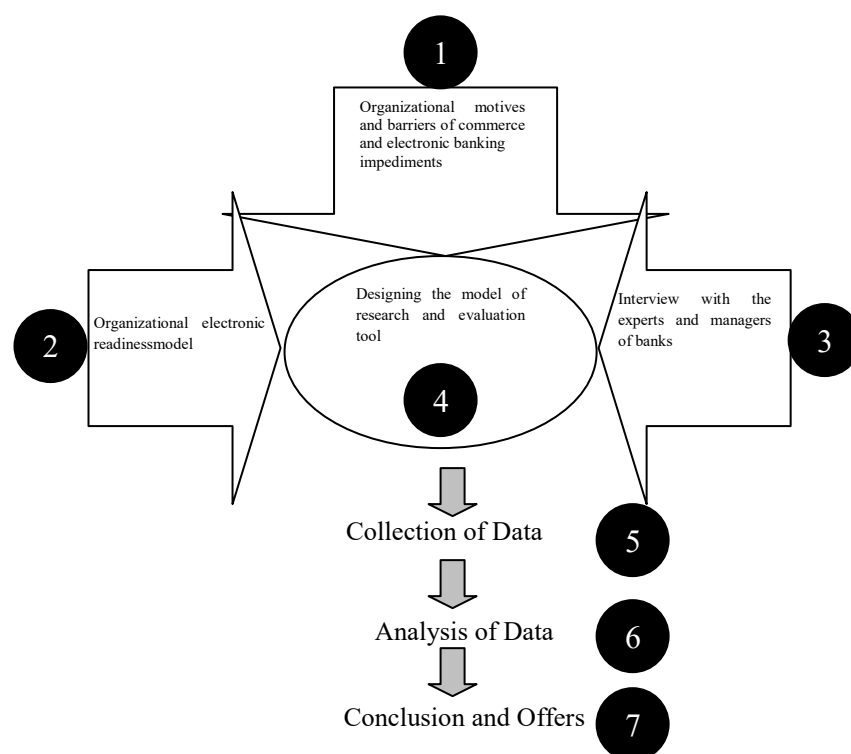 1
Organizational motives
and barriers of commerce
and electronic banking
impediments
2
Organizational electronic
readinessmodel
3
Interview with the
experts and managers
of banks
Designing the model of
research and evaluation
tool
4
Collection of Data
5
Analysis of Data
6
Conclusion and Offers
7